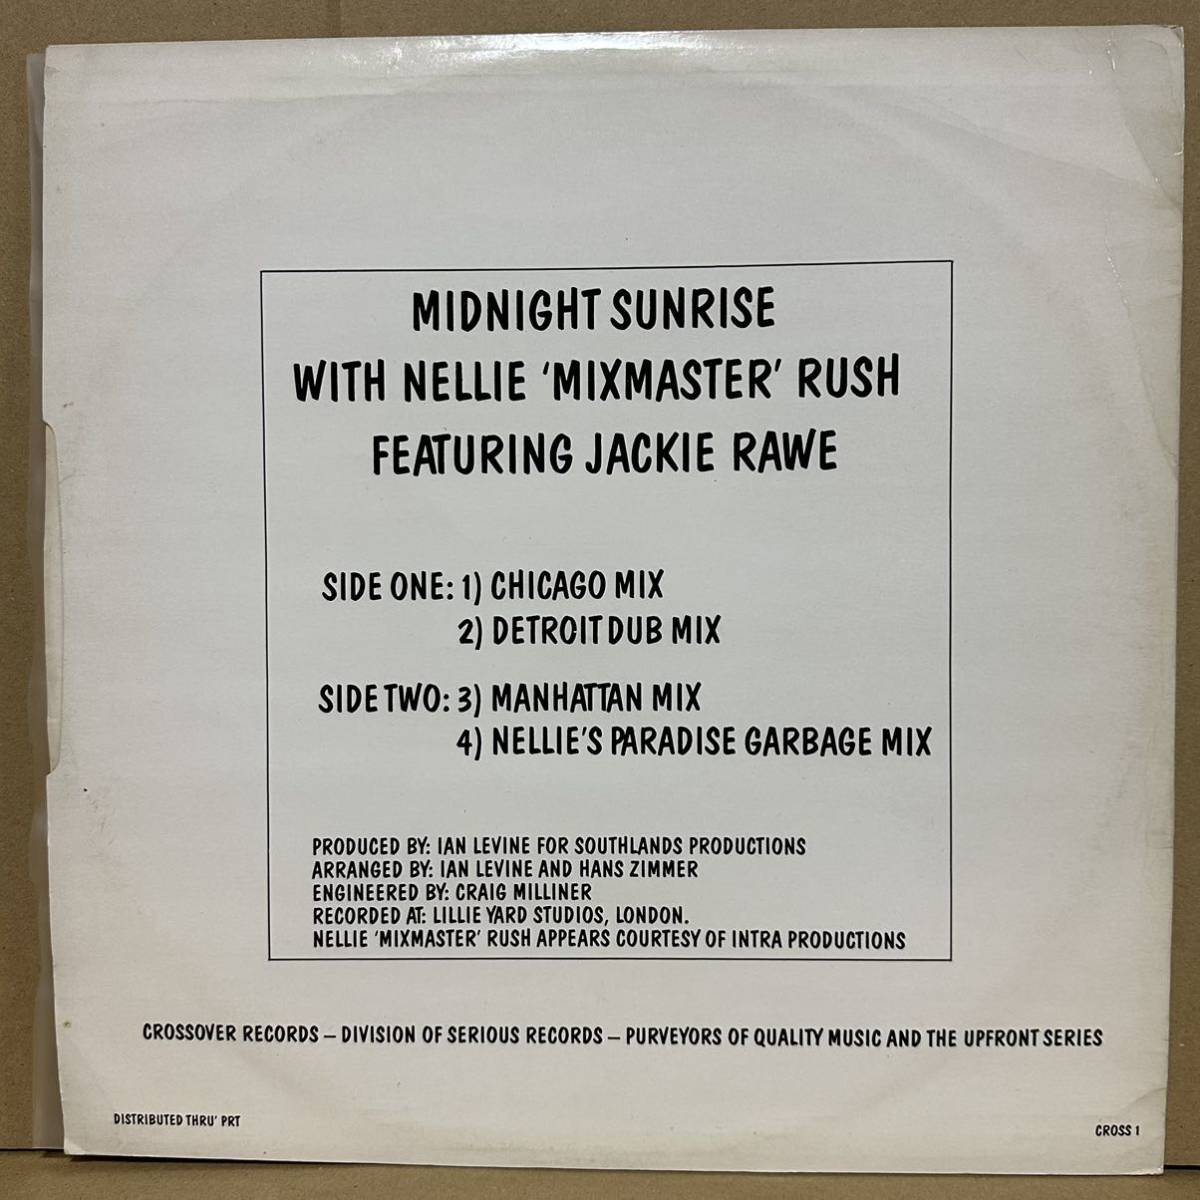 MIDNIGHT SUNRISE
WITH NELLIE 'MIXMASTER' RUSH
FEATURING JACKIE RAWE
SIDE ONE: 1) CHICAGO MIX
2) DETROIT DUB MIX
SIDE TWO: 3) MANHATTAN MIX
4) NELLIE'S PARADISE GARBAGE MIX
PRODUCED BY: IAN LEVINE FOR SOUTHLANDS PRODUCTIONS
ARRANGED BY: IAN LEVINE AND HANS ZIMMER
ENGINEERED BY: CRAIG MILLINER
RECORDED AT: LILLIE YARD STUDIOS, LONDON.
NELLIE 'MIXMASTER' RUSH APPEARS COURTESY OF INTRA PRODUCTIONS
CROSSOVER RECORDS – DIVISION OF SERIOUS RECORDS – PURVEYORS OF QUALITY MUSIC AND THE UPFRONT SERIES
DISTRIBUTED THRU' PRT
CROSS 1